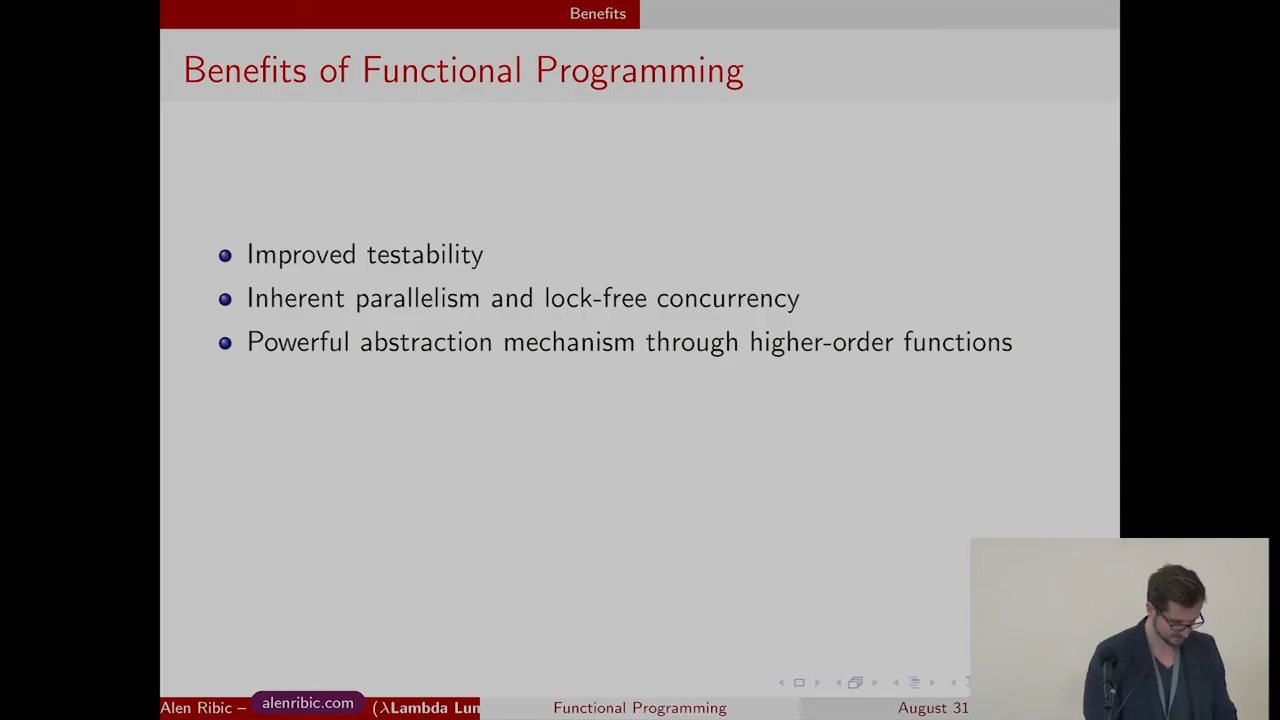 Benefits
Benefits of Functional Programming
Improved testability
Inherent parallelism and lock-free concurrency
Powerful abstraction mechanism through higher-order functions
Alen Ribic – alenribic.com (λLambda Lun
Functional Programming
August 31